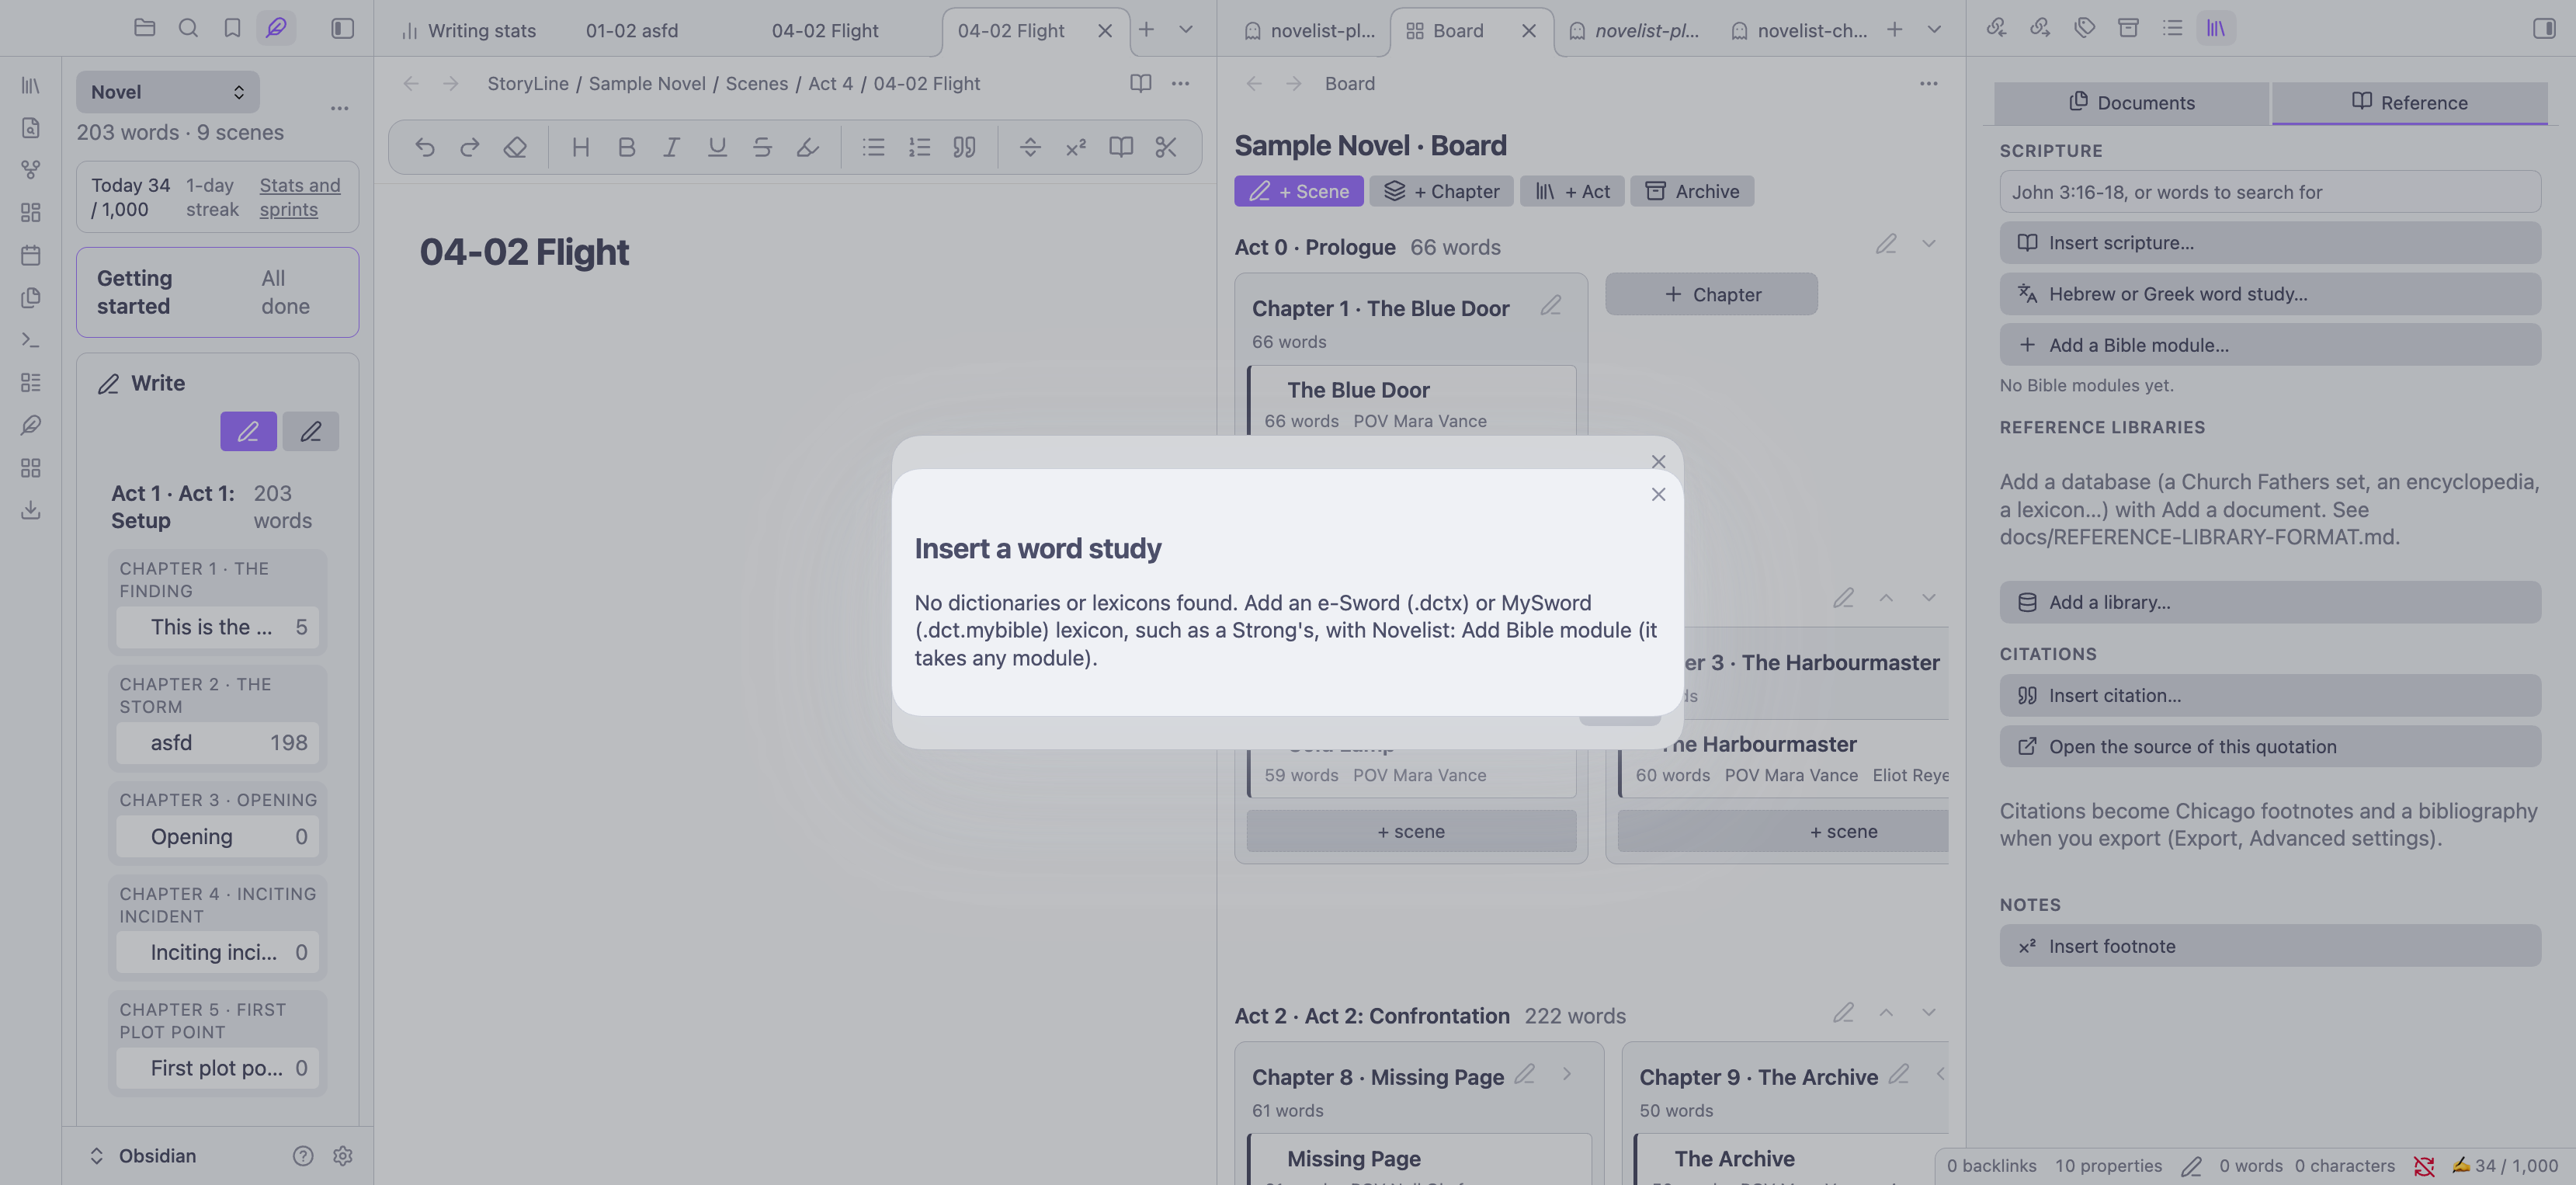 Writing stats
01-02 asfd
04-02 Flight
04-02 Flight
novelist-pl...
Board
novelist-pl...
novelist-ch...
Novel
203 words · 9 scenes
Today 34 / 1,000
1-day streak
Stats and sprints
Getting started
All done
Write
Act 1 · Act 1: Setup
203 words
CHAPTER 1 · THE FINDING
This is the ... 5
CHAPTER 2 · THE STORM
asfd 198
CHAPTER 3 · OPENING
Opening 0
CHAPTER 4 · INCITING INCIDENT
Inciting inci... 0
CHAPTER 5 · FIRST PLOT POINT
First plot po... 0
Obsidian
StoryLine / Sample Novel / Scenes / Act 4 / 04-02 Flight
04-02 Flight
Board
Sample Novel · Board
+ Scene
+ Chapter
+ Act
Archive
Act 0 · Prologue 66 words
Chapter 1 · The Blue Door
66 words
The Blue Door
66 words POV Mara Vance
+ Chapter
Insert a word study
No dictionaries or lexicons found. Add an e-Sword (.dctx) or MySword
(.dct.mybible) lexicon, such as a Strong's, with Novelist: Add Bible module (it
takes any module).
er 3 · The Harbourmaster
59 words POV Mara Vance
+ scene
The Harbourmaster
60 words POV Mara Vance Eliot Reye
+ scene
Act 2 · Act 2: Confrontation 222 words
Chapter 8 · Missing Page
61 words
Missing Page
Chapter 9 · The Archive
50 words
The Archive
Documents
Reference
SCRIPTURE
John 3:16-18, or words to search for
Insert scripture...
Hebrew or Greek word study...
Add a Bible module...
No Bible modules yet.
REFERENCE LIBRARIES
Add a database (a Church Fathers set, an encyclopedia,
a lexicon...) with Add a document. See
docs/REFERENCE-LIBRARY-FORMAT.md.
Add a library...
CITATIONS
Insert citation...
Open the source of this quotation
Citations become Chicago footnotes and a bibliography
when you export (Export, Advanced settings).
NOTES
Insert footnote
0 backlinks 10 properties 0 words 0 characters 34 / 1,000